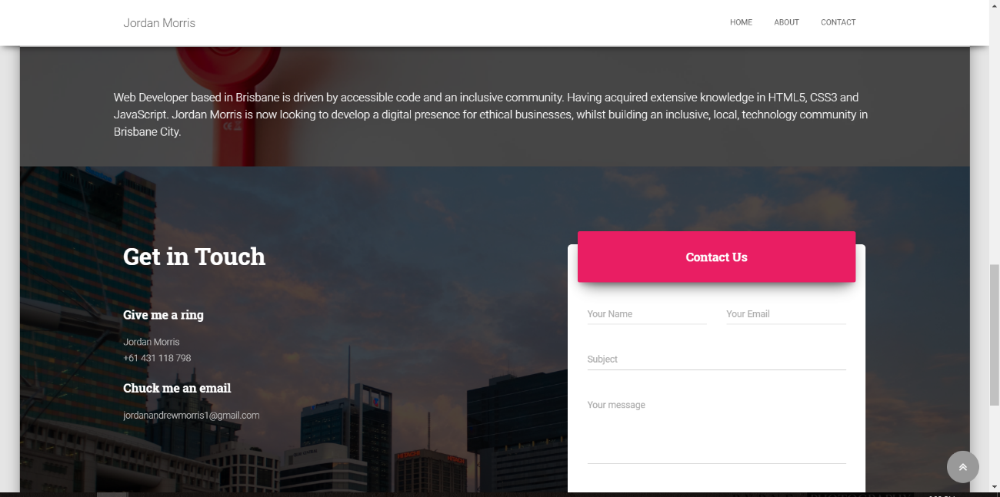 Jordan Morris
HOME ABOUT CONTACT
Web Developer based in Brisbane is driven by accessible code and an inclusive community. Having acquired extensive knowledge in HTML5, CSS3 and
JavaScript. Jordan Morris is now looking to develop a digital presence for ethical businesses, whilst building an inclusive, local, technology community in
Brisbane City.
Get in Touch
Give me a ring
Jordan Morris
+61 431 118 798
Chuck me an email
jordanandrewmorris1@gmail.com
Contact Us
Your Name Your Email
Subject
Your message
HITACHI HITACHI